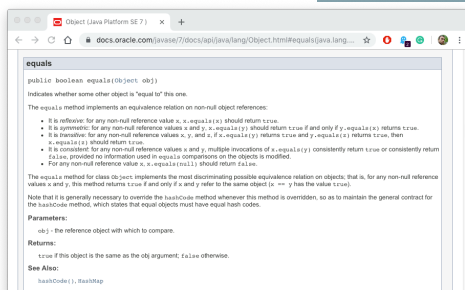 Object (Java Platform SE 7 )
docs.oracle.com/javase/7/docs/api/java/lang/Object.html#equals(java.lang....
equals
public boolean equals(Object obj)
Indicates whether some other object is "equal to" this one.
The equals method implements an equivalence relation on non-null object references:
• It is reflexive: for any non-null reference value x, x.equals(x) should return true.
• It is symmetric: for any non-null reference values x and y, x.equals(y) should return true if and only if y.equals(x) returns true.
• It is transitive: for any non-null reference values x, y, and z, if x.equals(y) returns true and y.equals(z) returns true, then
x.equals(z) should return true.
• It is consistent: for any non-null reference values x and y, multiple invocations of x.equals(y) consistently return true or consistently return
false, provided no information used in equals comparisons on the objects is modified.
• For any non-null reference value x, x.equals(null) should return false.
The equals method for class Object implements the most discriminating possible equivalence relation on objects; that is, for any non-null reference
values x and y, this method returns true if and only if x and y refer to the same object (x == y has the value true).
Note that it is generally necessary to override the hashCode method whenever this method is overridden, so as to maintain the general contract for
the hashCode method, which states that equal objects must have equal hash codes.
Parameters:
obj - the reference object with which to compare.
Returns:
true if this object is the same as the obj argument; false otherwise.
See Also:
hashCode(), HashMap